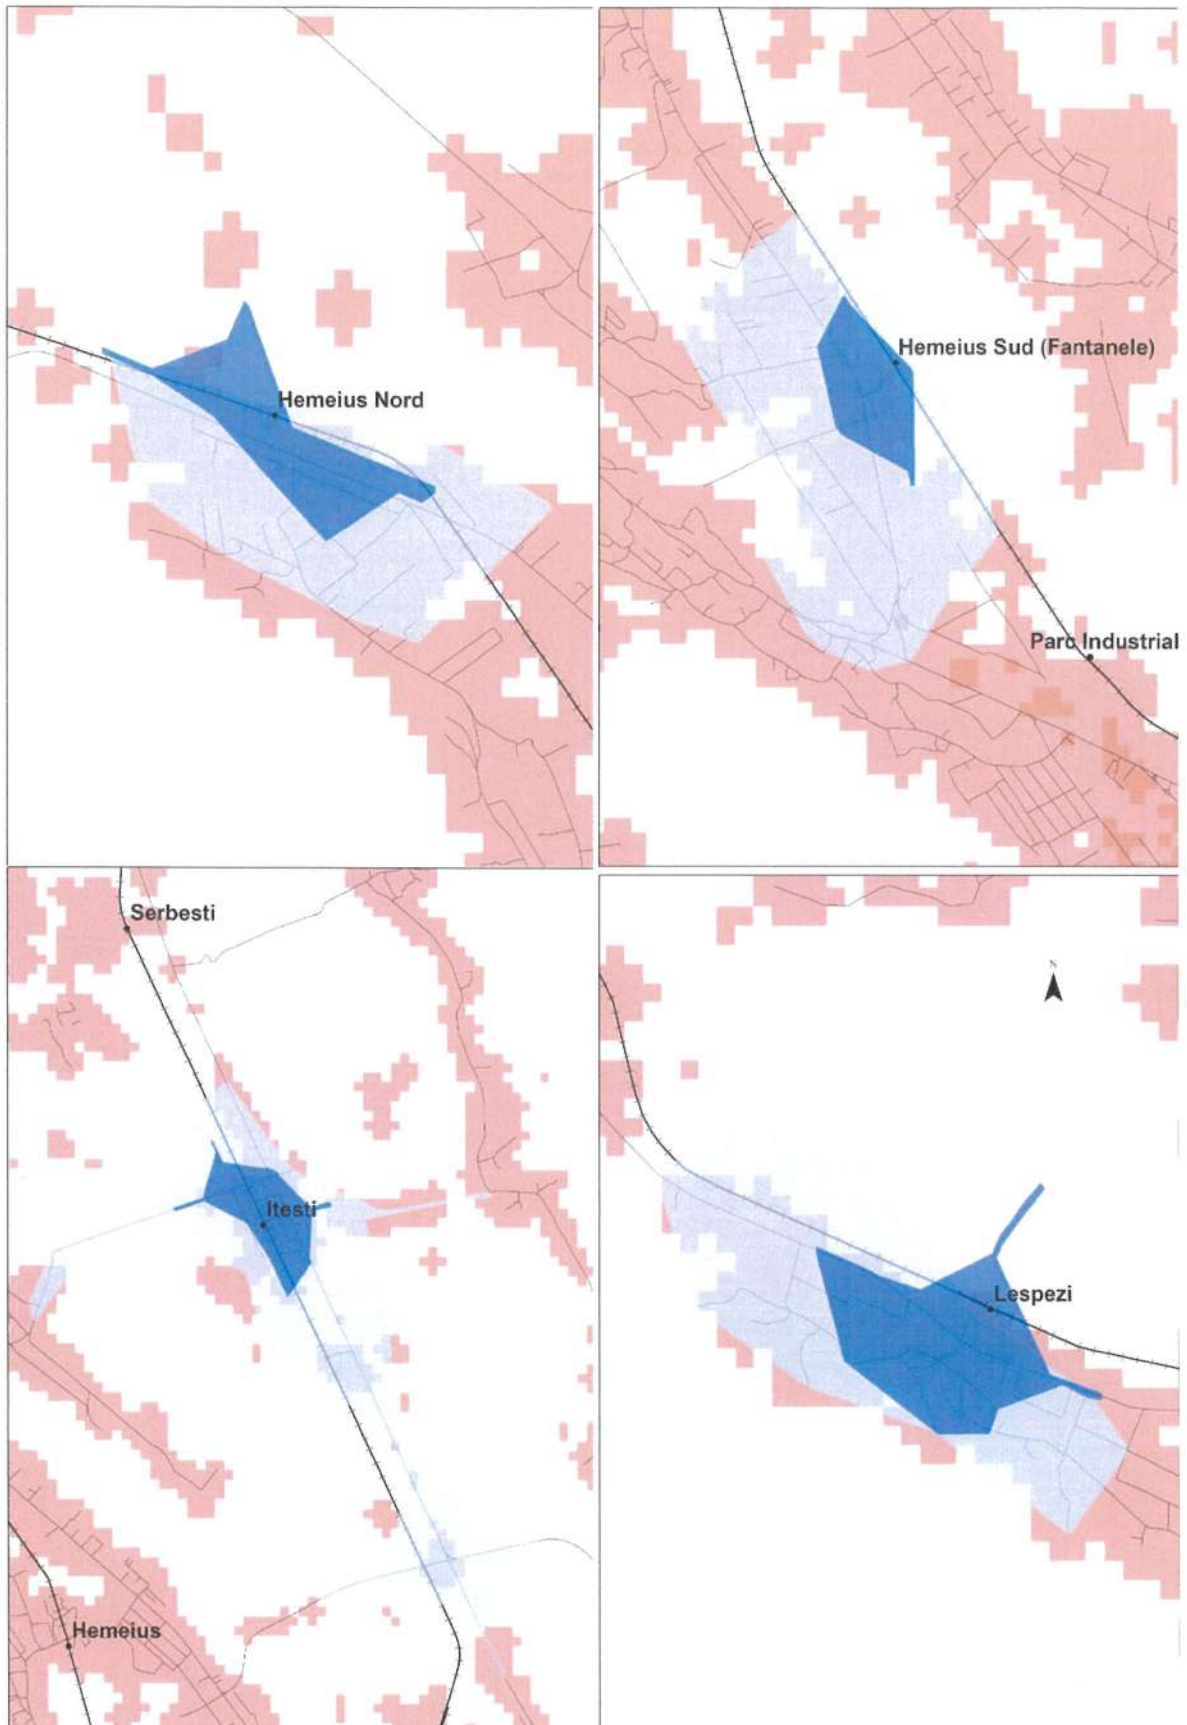 Hemeius Nord
Hemeius Sud (Fantanele)
Parc Industrial
Serbesti
Itesti
Hemeius
N
Lespezi